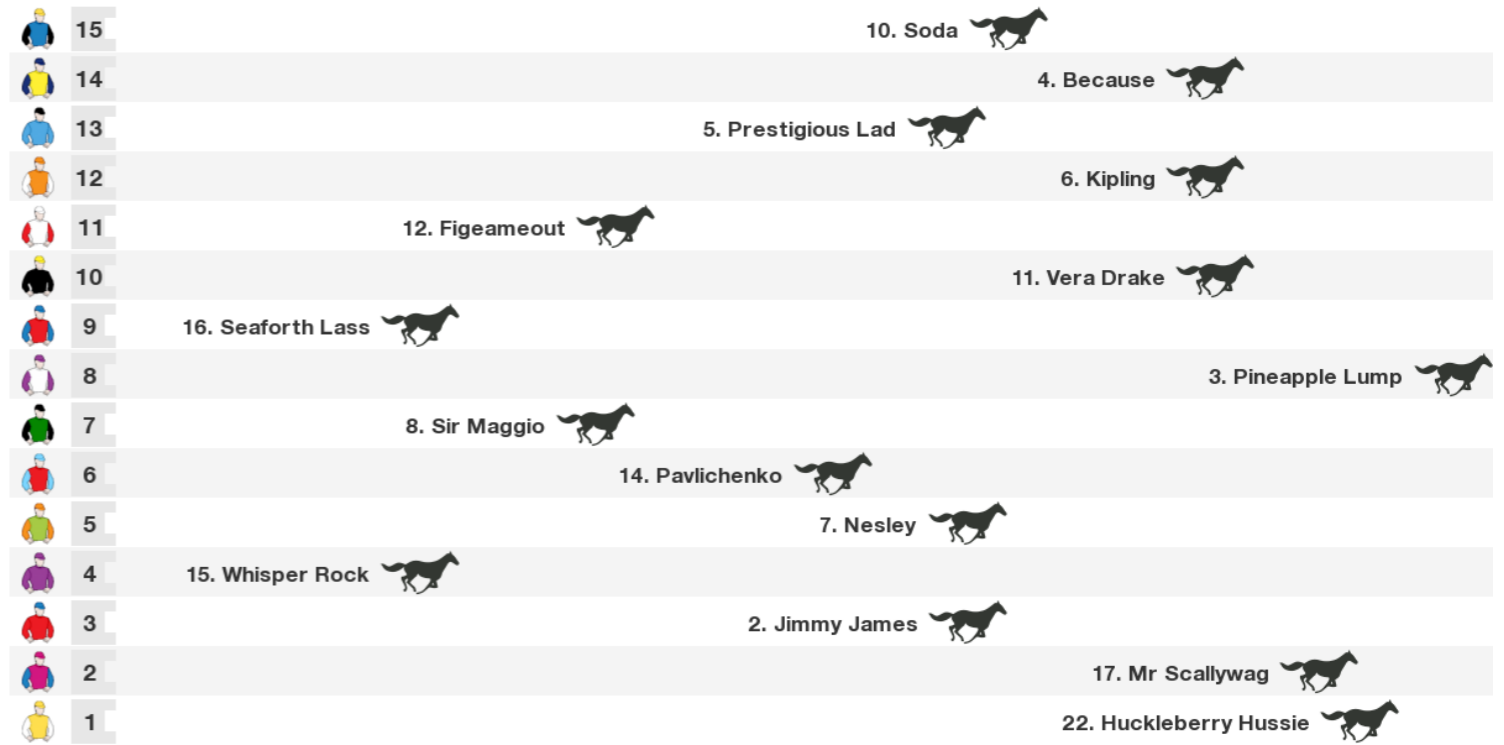 15 10. Soda
14 4. Because
13 5. Prestigious Lad
12 6. Kipling
11 12. Figeameout
10 11. Vera Drake
9 16. Seaforth Lass
8 3. Pineapple Lump
7 8. Sir Maggio
6 14. Pavlichenko
5 7. Nesley
4 15. Whisper Rock
3 2. Jimmy James
2 17. Mr Scallywag
1 22. Huckleberry Hussie